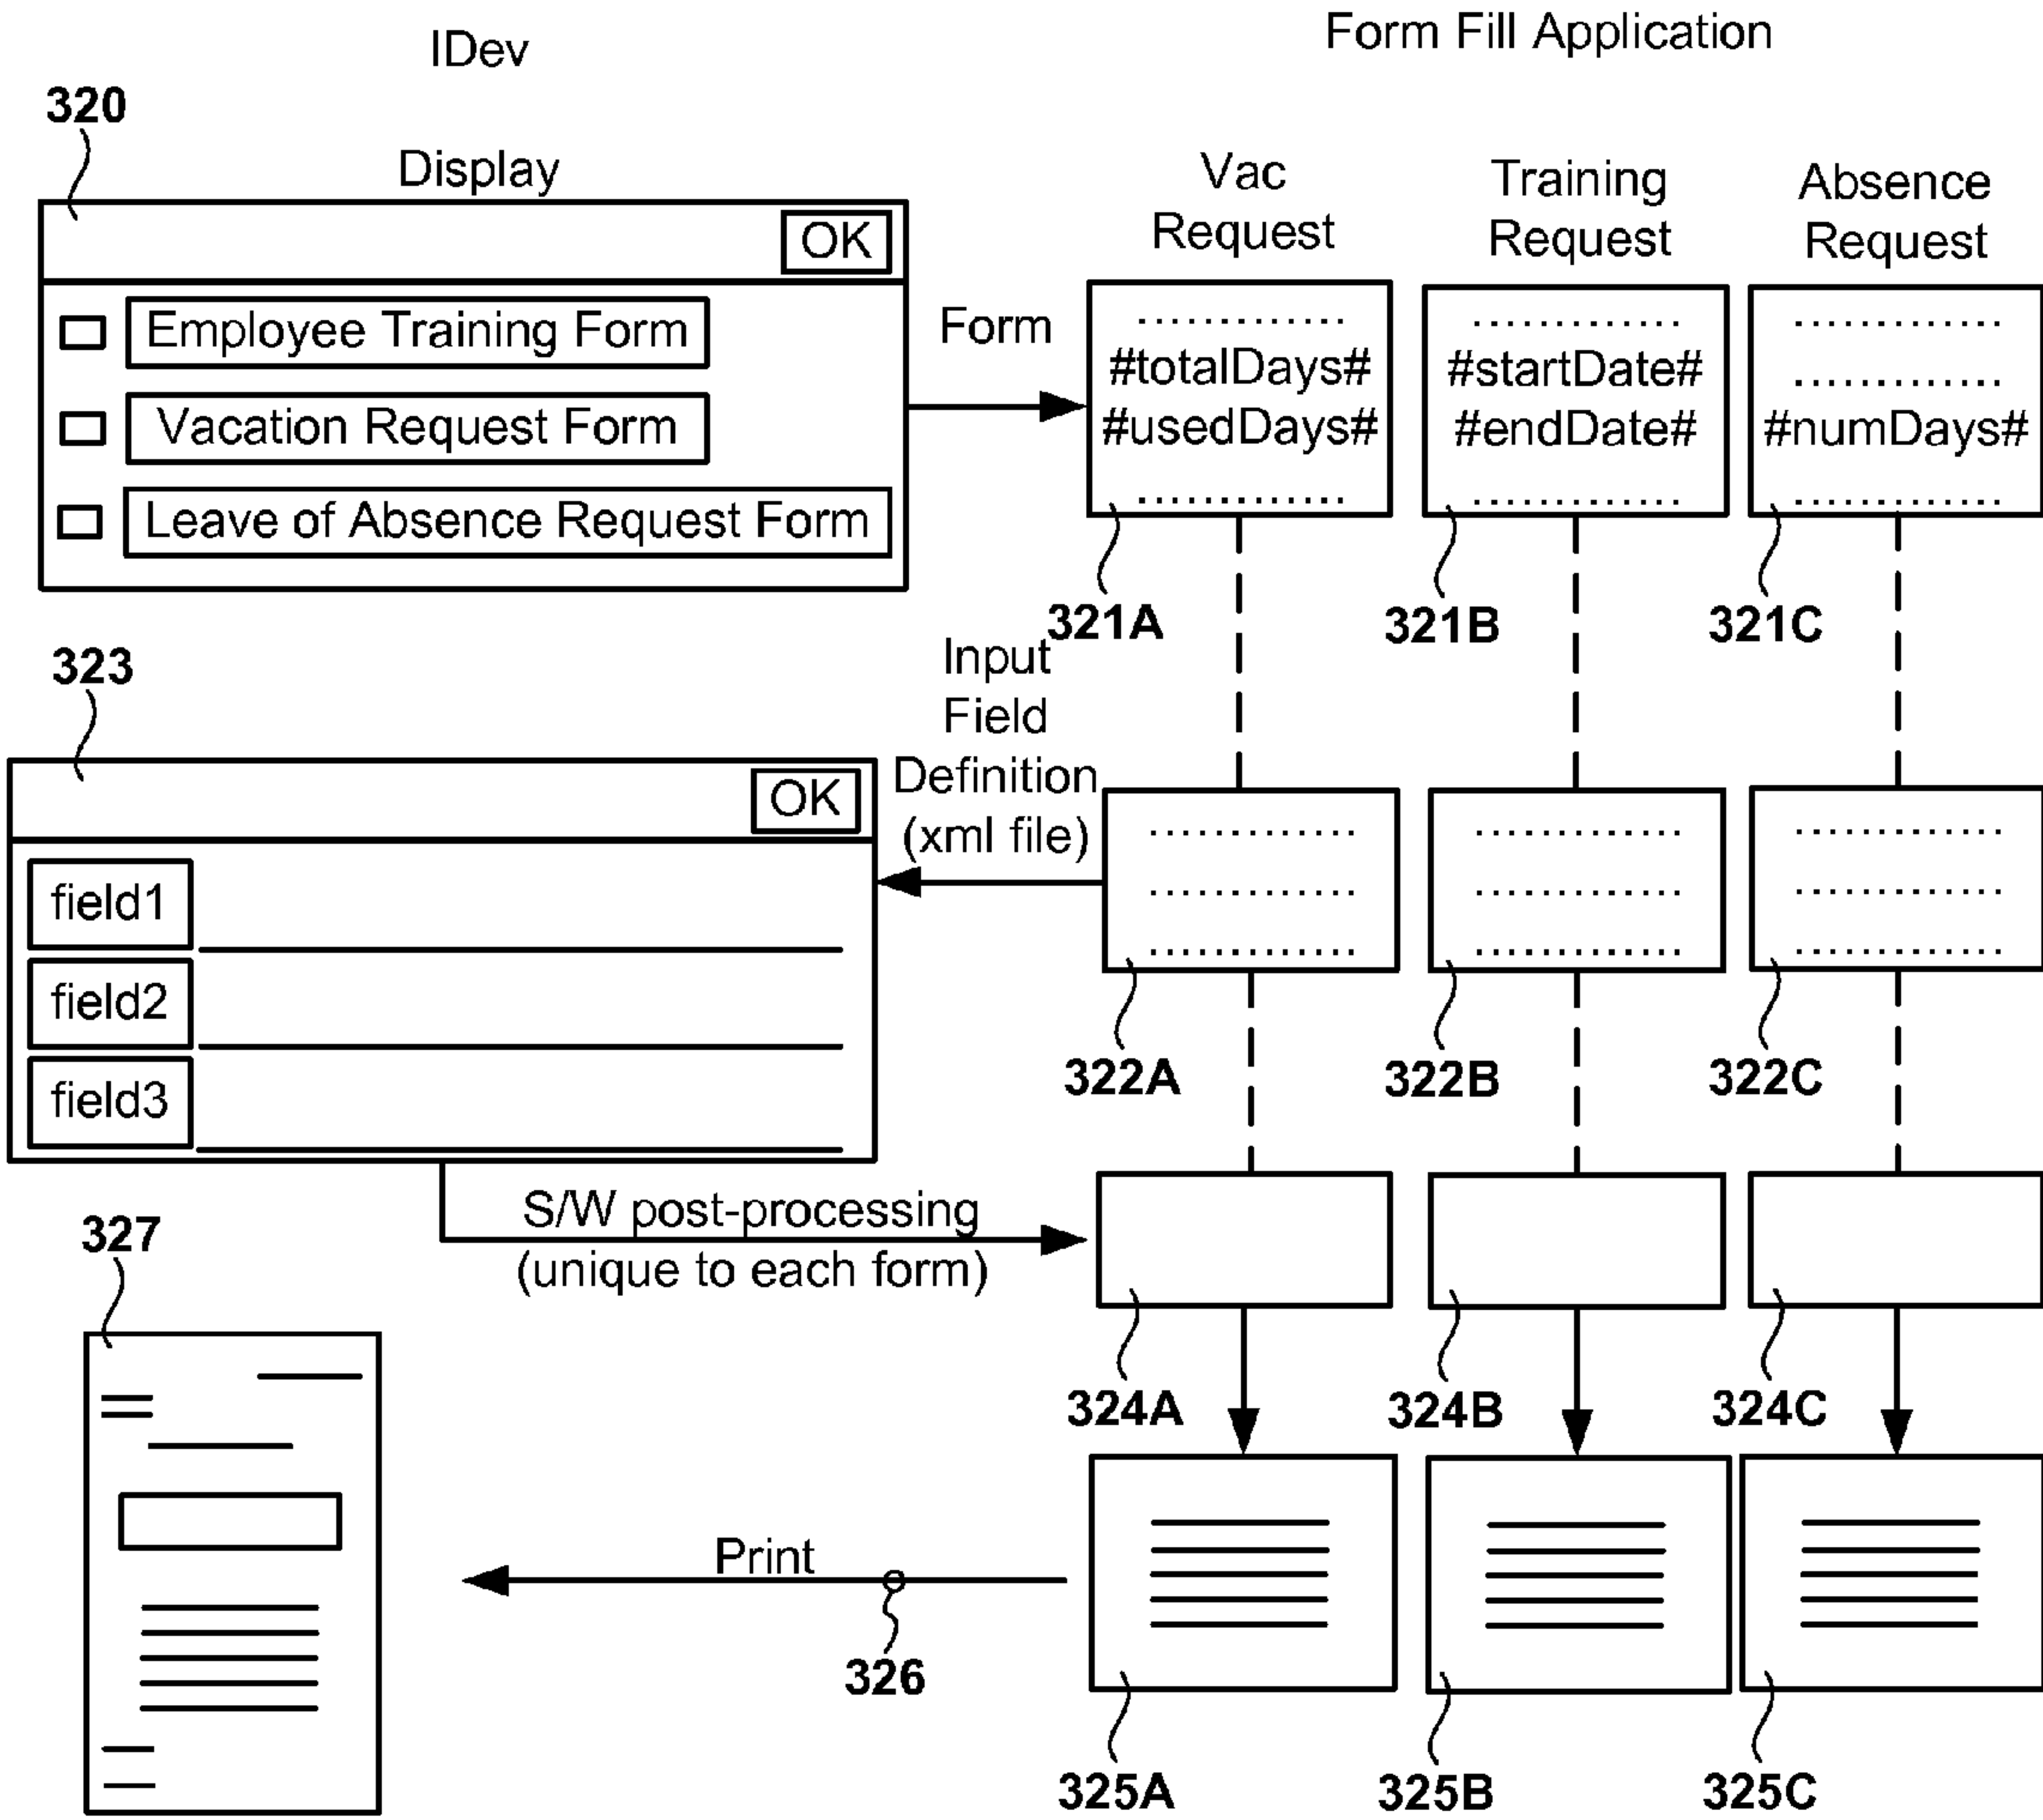 IDev
Form Fill Application
320
Display
OK
Employee Training Form
Vacation Request Form
Leave of Absence Request Form
Form
Vac
Request
Training
Request
Absence
Request
#totalDays#
#usedDays#
#startDate#
#endDate#
#numDays#
321A
321B
321C
323
OK
field1
field2
field3
Input
Field
Definition
(xml file)
322A
322B
322C
S/W post-processing
(unique to each form)
324A
324B
324C
327
Print
326
325A
325B
325C